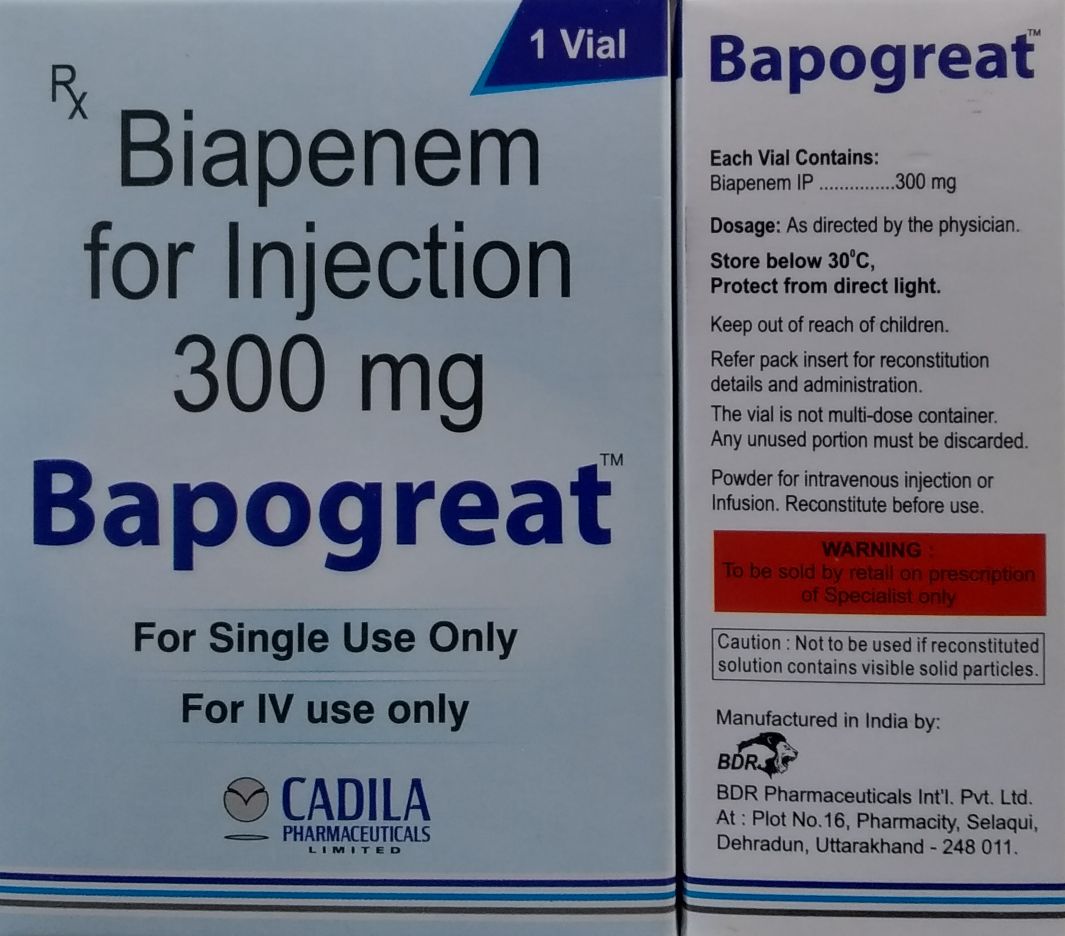 1 Vial
Rx
Biapenem
for Injection
300 mg
Bapogreat™
For Single Use Only
For IV use only
CADILA
PHARMACEUTICALS
LIMITED
Bapogreat™
Each Vial Contains:
Biapenem IP ...............300 mg
Dosage: As directed by the physician.
Store below 30⁰C,
Protect from direct light.
Keep out of reach of children.
Refer pack insert for reconstitution
details and administration.
The vial is not multi-dose container.
Any unused portion must be discarded.
Powder for intravenous injection or
Infusion. Reconstitute before use.
WARNING :
To be sold by retail on prescription
of Specialist only
Caution : Not to be used if reconstituted
solution contains visible solid particles.
Manufactured in India by:
BDR
BDR Pharmaceuticals Int'l. Pvt. Ltd.
At : Plot No.16, Pharmacity, Selaqui,
Dehradun, Uttarakhand - 248 011.